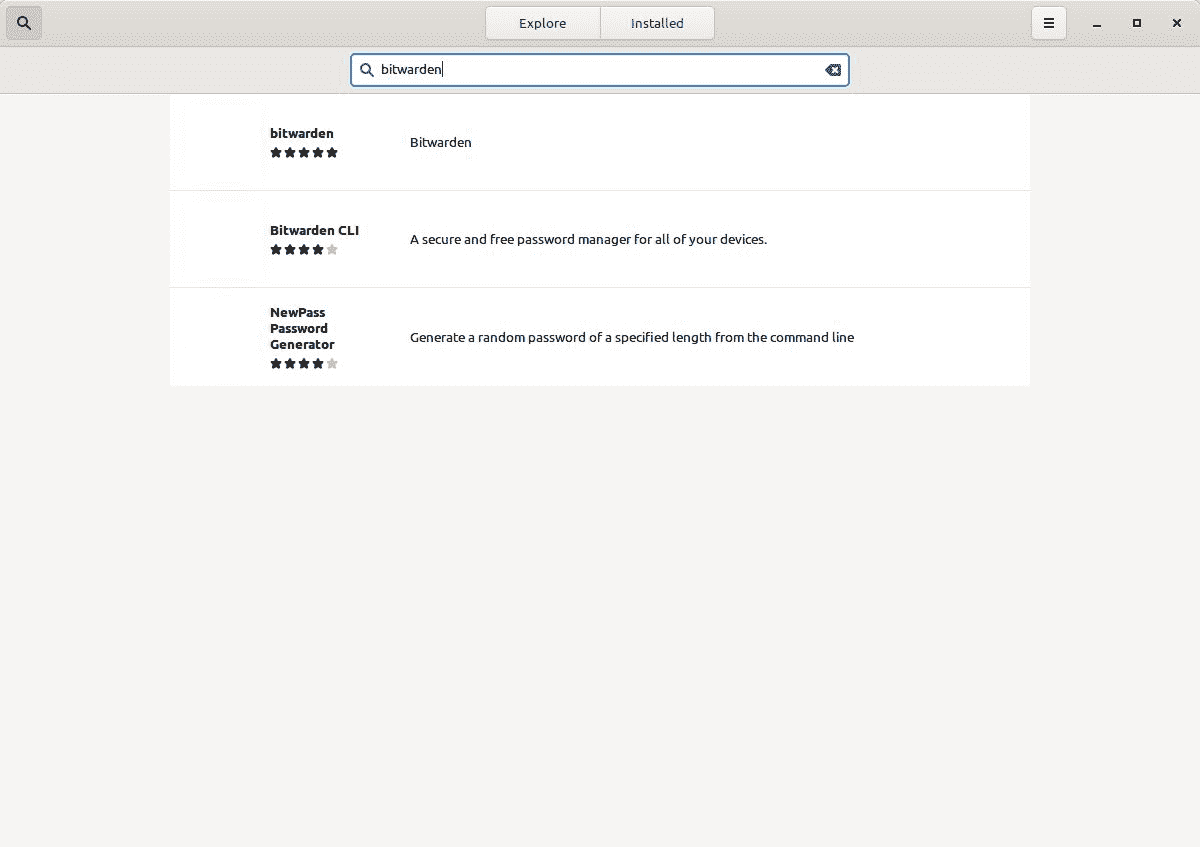 Explore
Installed
bitwarden
bitwarden
Bitwarden
Bitwarden CLI
A secure and free password manager for all of your devices.
NewPass
Password
Generator
Generate a random password of a specified length from the command line